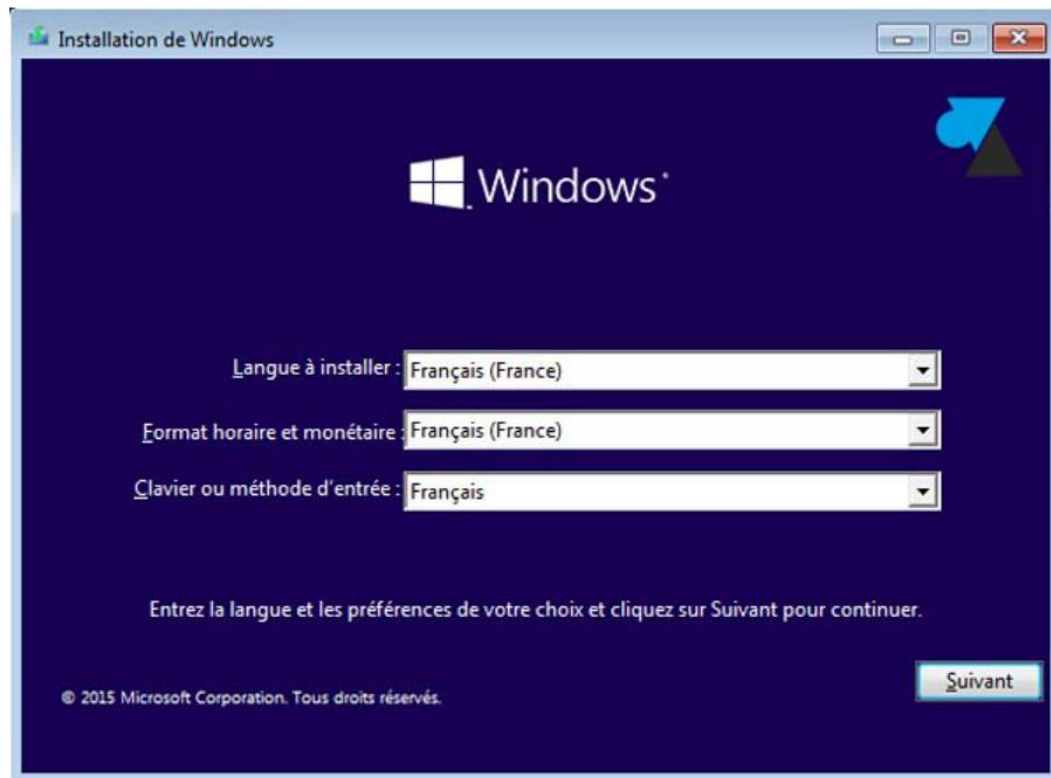 Installation de Windows
Windows
Langue à installer : Français (France)
Format horaire et monétaire : Français (France)
Clavier ou méthode d'entrée : Français
Entrez la langue et les préférences de votre choix et cliquez sur Suivant pour continuer.
Suivant
© 2015 Microsoft Corporation. Tous droits réservés.